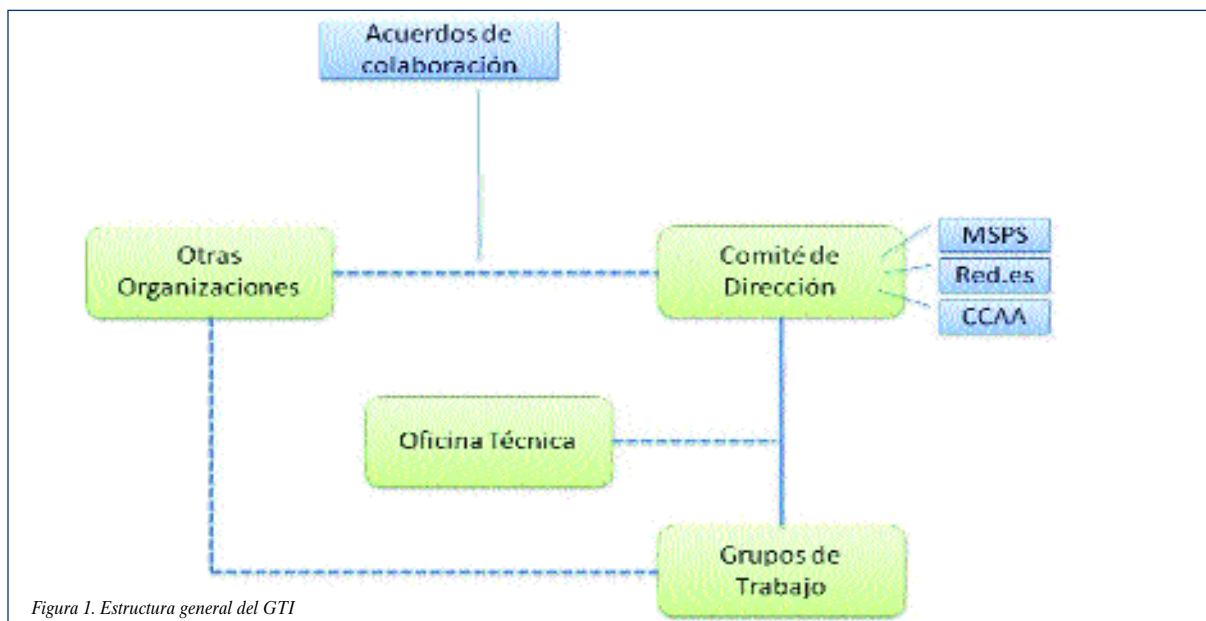 Acuerdos de
colaboración
Otras
Organizaciones
Comité de
Dirección
MSPS
Red.es
CCAA
Oficina Técnica
Grupos de
Trabajo
Figura 1. Estructura general del GTI